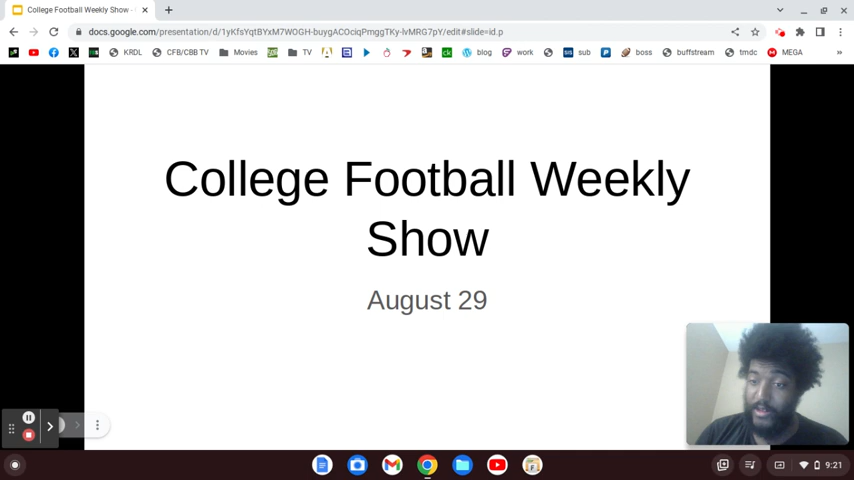 College Football Weekly Show -
docs.google.com/presentation/d/1yKfsYqtBYxM7WOGH-buygACOciqPmggTKy-lvMRG7pY/edit#slide=id.p
KRDL CFB/CBB TV Movies TV blog work sub boss buffstream tmdc MEGA
College Football Weekly
Show
August 29
9:21